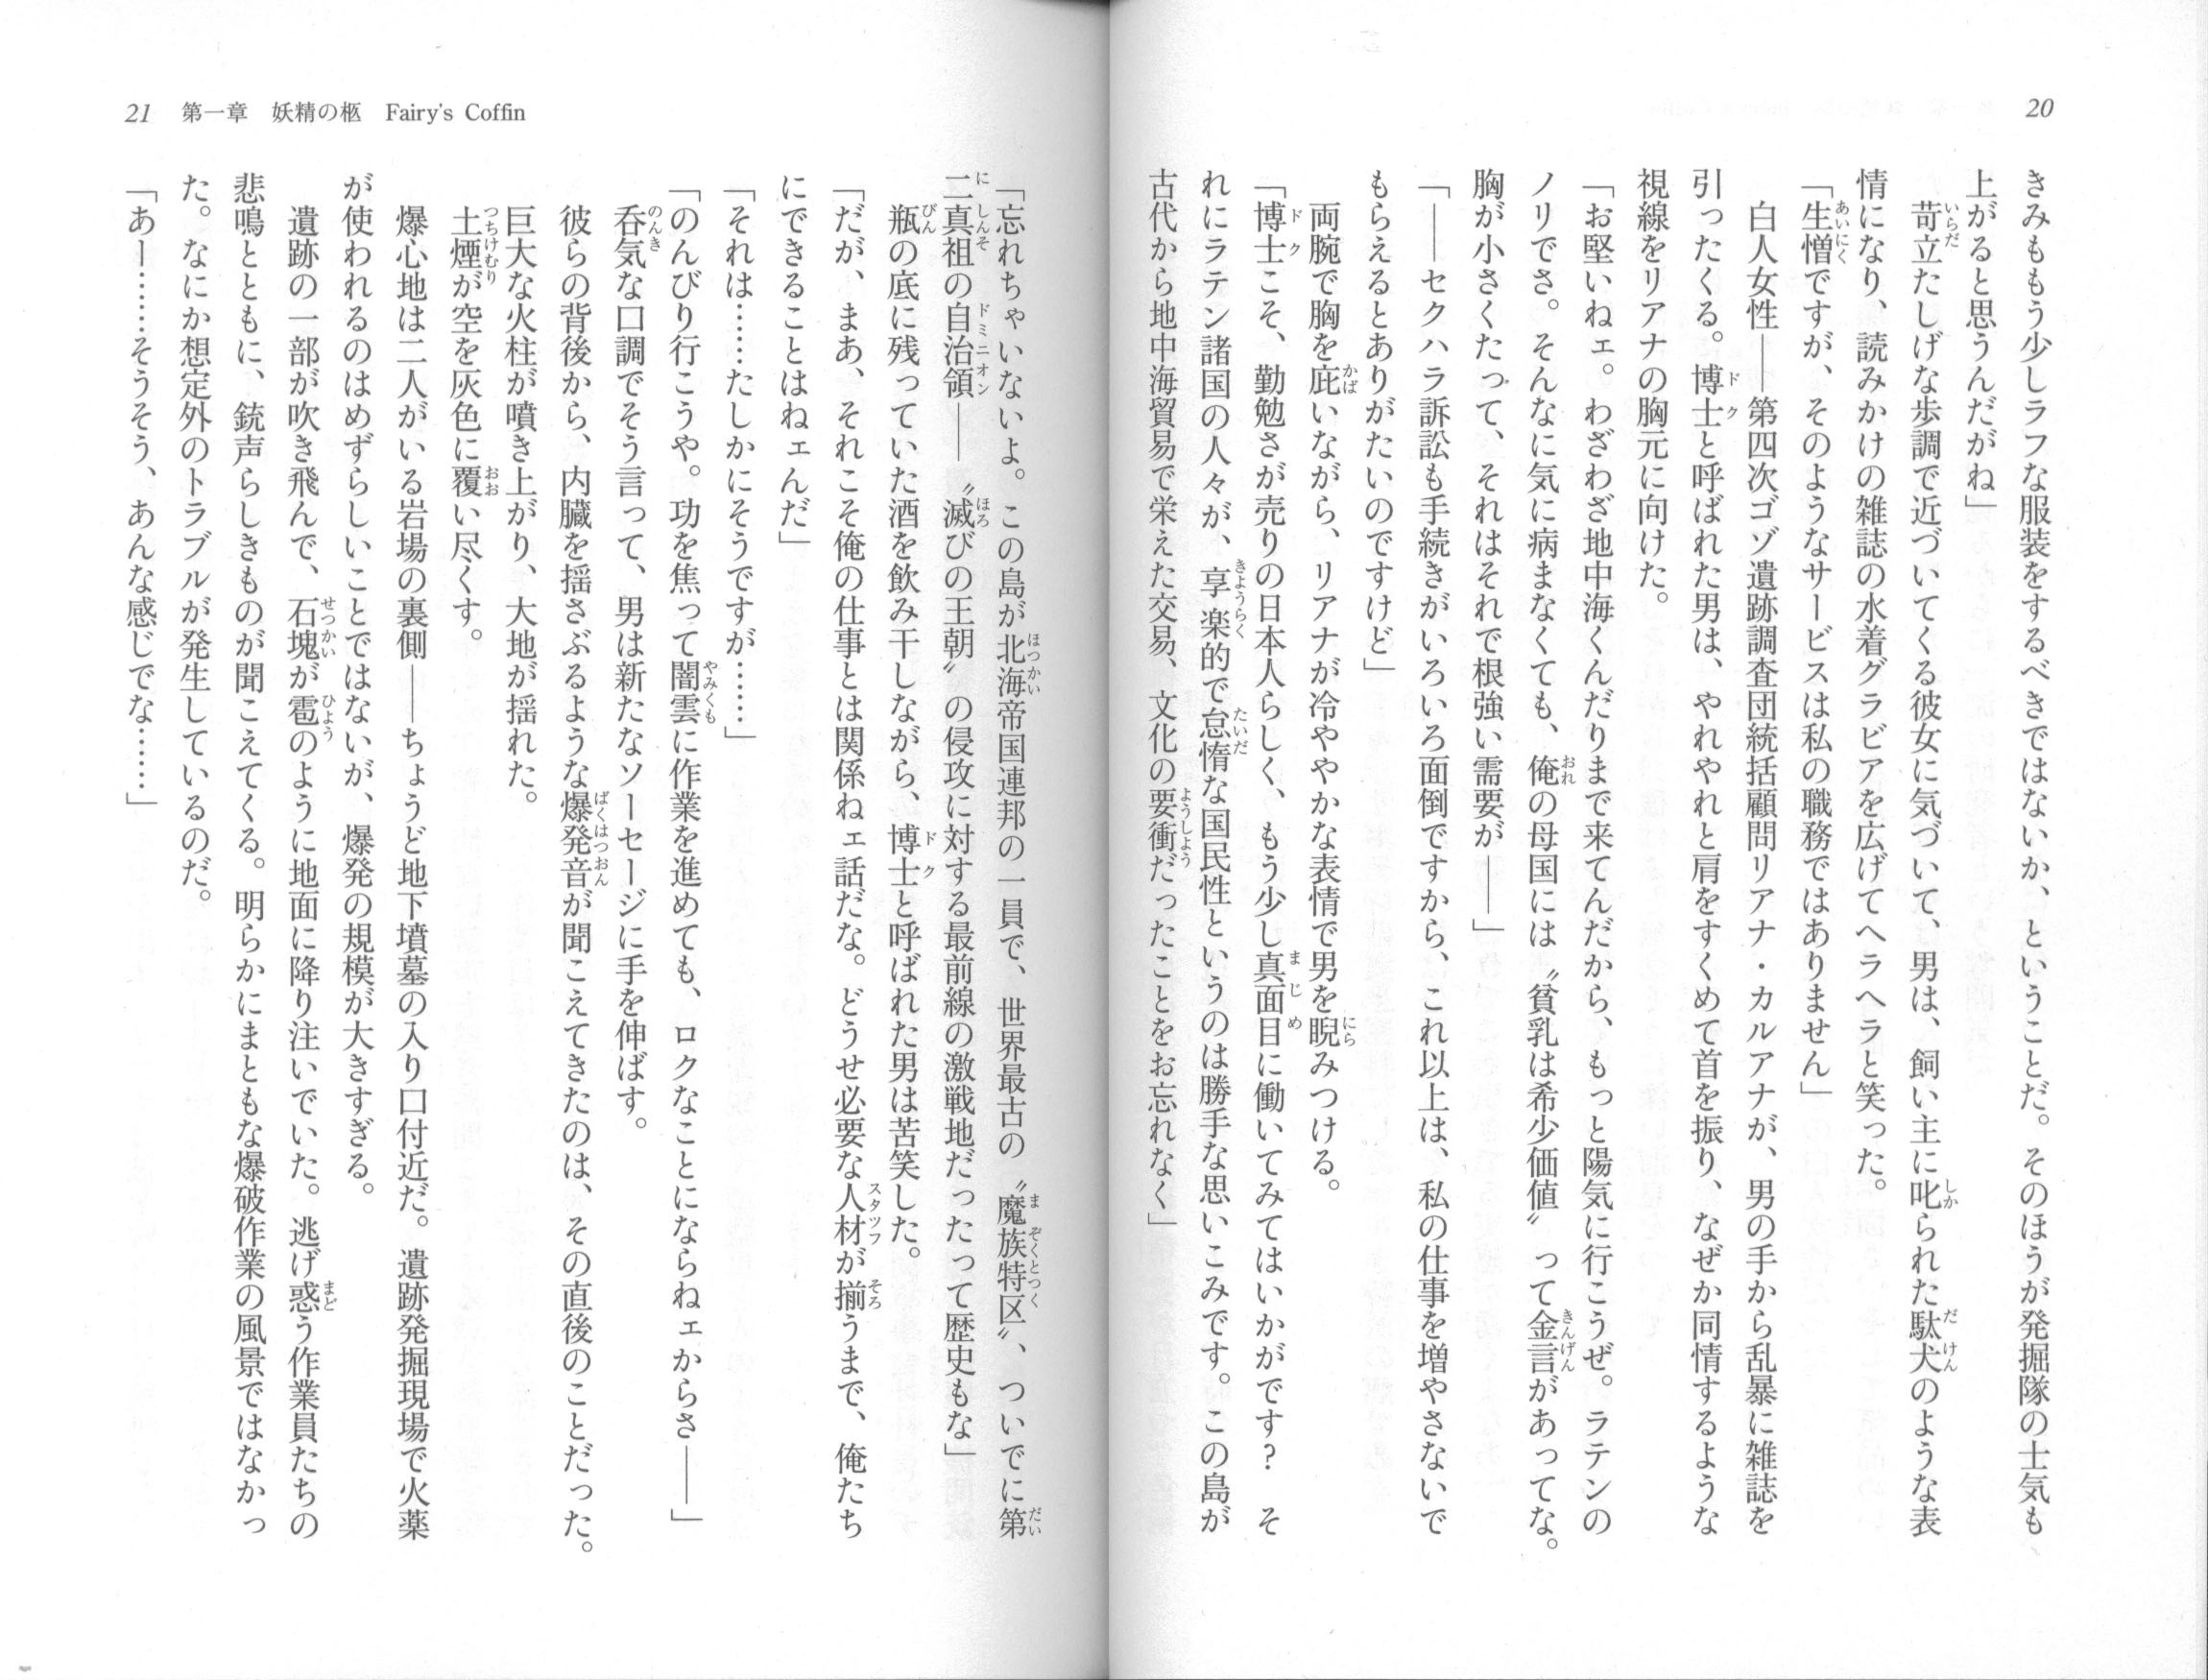 20
きみももう少しラフな服装をするべきではないか、ということだ。そのほうが発掘隊の士気も
上がると思うんだがね」
苛立たしげな歩調で近づいてくる彼女に気づいて、男は、飼い主に叱られた駄犬のような表
情になり、読みかけの雑誌の水着グラビアを広げてヘラヘラと笑った。
「生憎ですが、そのようなサービスは私の職務ではありません」
白人女性――第四次ゴゾ遺跡調査団統括顧問リアナ・カルアナが、男の手から乱暴に雑誌を
引ったくる。博士と呼ばれた男は、やれやれと肩をすくめて首を振り、なぜか同情するような
視線をリアナの胸元に向けた。
「お堅いねェ。わざわざ地中海くんだりまで来てんだから、もっと陽気に行こうぜ。ラテンの
ノリでさ。そんなに気に病まなくても、俺の母国には〝貧乳は希少価値〟って金言があってな。
胸が小さくたって、それはそれで根強い需要が――」
「――セクハラ訴訟も手続きがいろいろ面倒ですから、これ以上は、私の仕事を増やさないで
もらえるとありがたいのですけど」
両腕で胸を庇いながら、リアナが冷ややかな表情で男を睨みつける。
「博士こそ、勤勉さが売りの日本人らしく、もう少し真面目に働いてみてはいかがです？　そ
れにラテン諸国の人々が、享楽的で怠惰な国民性というのは勝手な思いこみです。この島が
古代から地中海貿易で栄えた交易、文化の要衝だったことをお忘れなく」
21　第一章　妖精の柩　Fairy's Coffin
「忘れちゃいないよ。この島が北海帝国連邦の一員で、世界最古の〝魔族特区〟、ついでに第
二真祖の自治領――〝滅びの王朝〟の侵攻に対する最前線の激戦地だったって歴史もな」
瓶の底に残っていた酒を飲み干しながら、博士と呼ばれた男は苦笑した。
「だが、まあ、それこそ俺の仕事とは関係ねェ話だな。どうせ必要な人材が揃うまで、俺たち
にできることはねェんだ」
「それは……たしかにそうですが……」
「のんびり行こうや。功を焦って闇雲に作業を進めても、ロクなことにならねェからさ――」
呑気な口調でそう言って、男は新たなソーセージに手を伸ばす。
彼らの背後から、内臓を揺さぶるような爆発音が聞こえてきたのは、その直後のことだった。
巨大な火柱が噴き上がり、大地が揺れた。
土煙が空を灰色に覆い尽くす。
爆心地は二人がいる岩場の裏側――ちょうど地下墳墓の入り口付近だ。遺跡発掘現場で火薬
が使われるのはめずらしいことではないが、爆発の規模が大きすぎる。
遺跡の一部が吹き飛んで、石塊が雹のように地面に降り注いでいた。逃げ惑う作業員たちの
悲鳴とともに、銃声らしきものが聞こえてくる。明らかにまともな爆破作業の風景ではなかっ
た。なにか想定外のトラブルが発生しているのだ。
「あー……そうそう、あんな感じでな……」